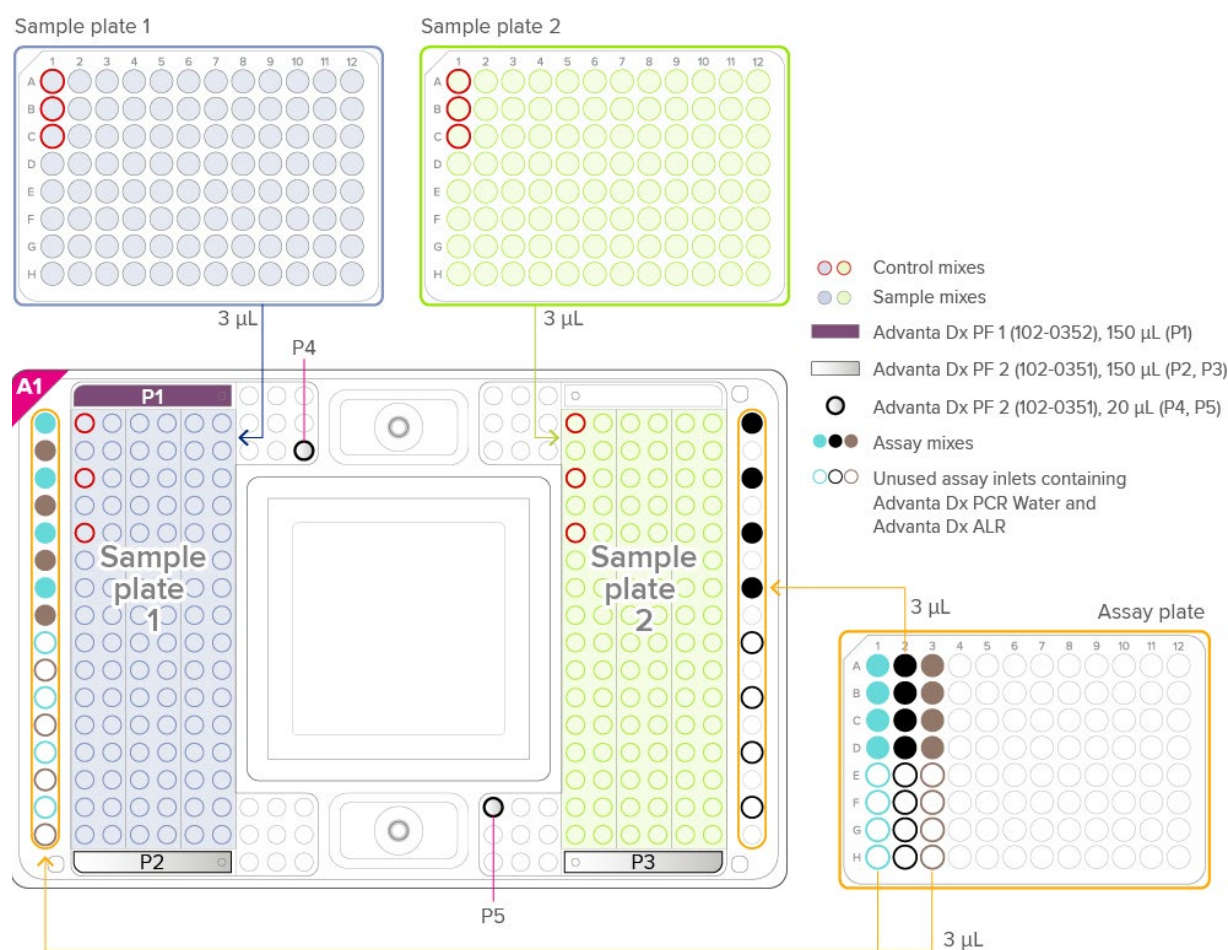 Sample plate 1
Sample plate 2
1 2 3 4 5 6 7 8 9 10 11 12
A
B
C
D
E
F
G
H
1 2 3 4 5 6 7 8 9 10 11 12
A
B
C
D
E
F
G
H
3 µL
3 µL
Control mixes
Sample mixes
Advanta Dx PF 1 (102-0352), 150 µL (P1)
Advanta Dx PF 2 (102-0351), 150 µL (P2, P3)
Advanta Dx PF 2 (102-0351), 20 µL (P4, P5)
Assay mixes
Unused assay inlets containing
Advanta Dx PCR Water and
Advanta Dx ALR
P4
A1
P1
Sample
plate
1
Sample
plate
2
P2
P3
P5
3 µL
Assay plate
1 2 3 4 5 6 7 8 9 10 11 12
A
B
C
D
E
F
G
H
3 µL